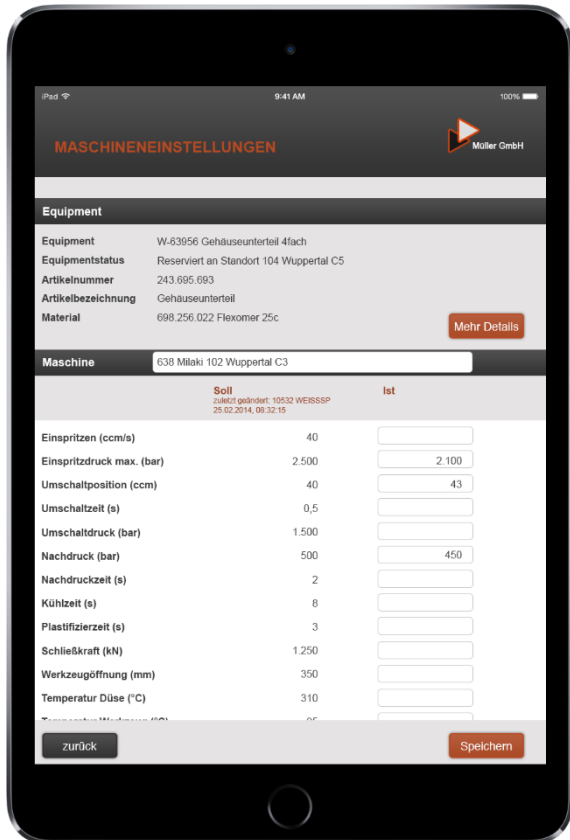 iPad 9:41 AM 100%
MASCHINENEINSTELLUNGEN
Müller GmbH
Equipment
Equipment W-63956 Gehäuseunterteil 4fach
Equipmentstatus Reserviert an Standort 104 Wuppertal C5
Artikelnummer 243.695.693
Artikelbezeichnung Gehäuseunterteil
Material 698.256.022 Flexomer 25c
Mehr Details
Maschine 638 Milaki 102 Wuppertal C3
Soll Ist
zuletzt geändert: 10532 WEISSSP
25.02.2014, 08:32:15
Einspritzen (ccm/s) 40
Einspritzdruck max. (bar) 2.500 2.100
Umschaltposition (ccm) 40 43
Umschaltzeit (s) 0,5
Umschaltdruck (bar) 1.500
Nachdruck (bar) 500 450
Nachdruckzeit (s) 2
Kühlzeit (s) 8
Plastifizierzeit (s) 3
Schließkraft (kN) 1.250
Werkzeugöffnung (mm) 350
Temperatur Düse (°C) 310
zurück Speichern